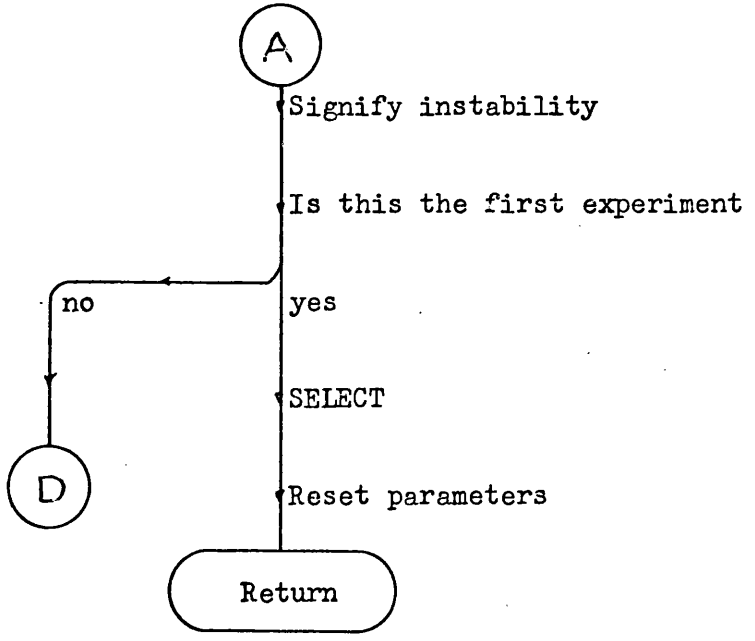 A
Signify instability
Is this the first experiment
no
yes
SELECT
D
Reset parameters
Return